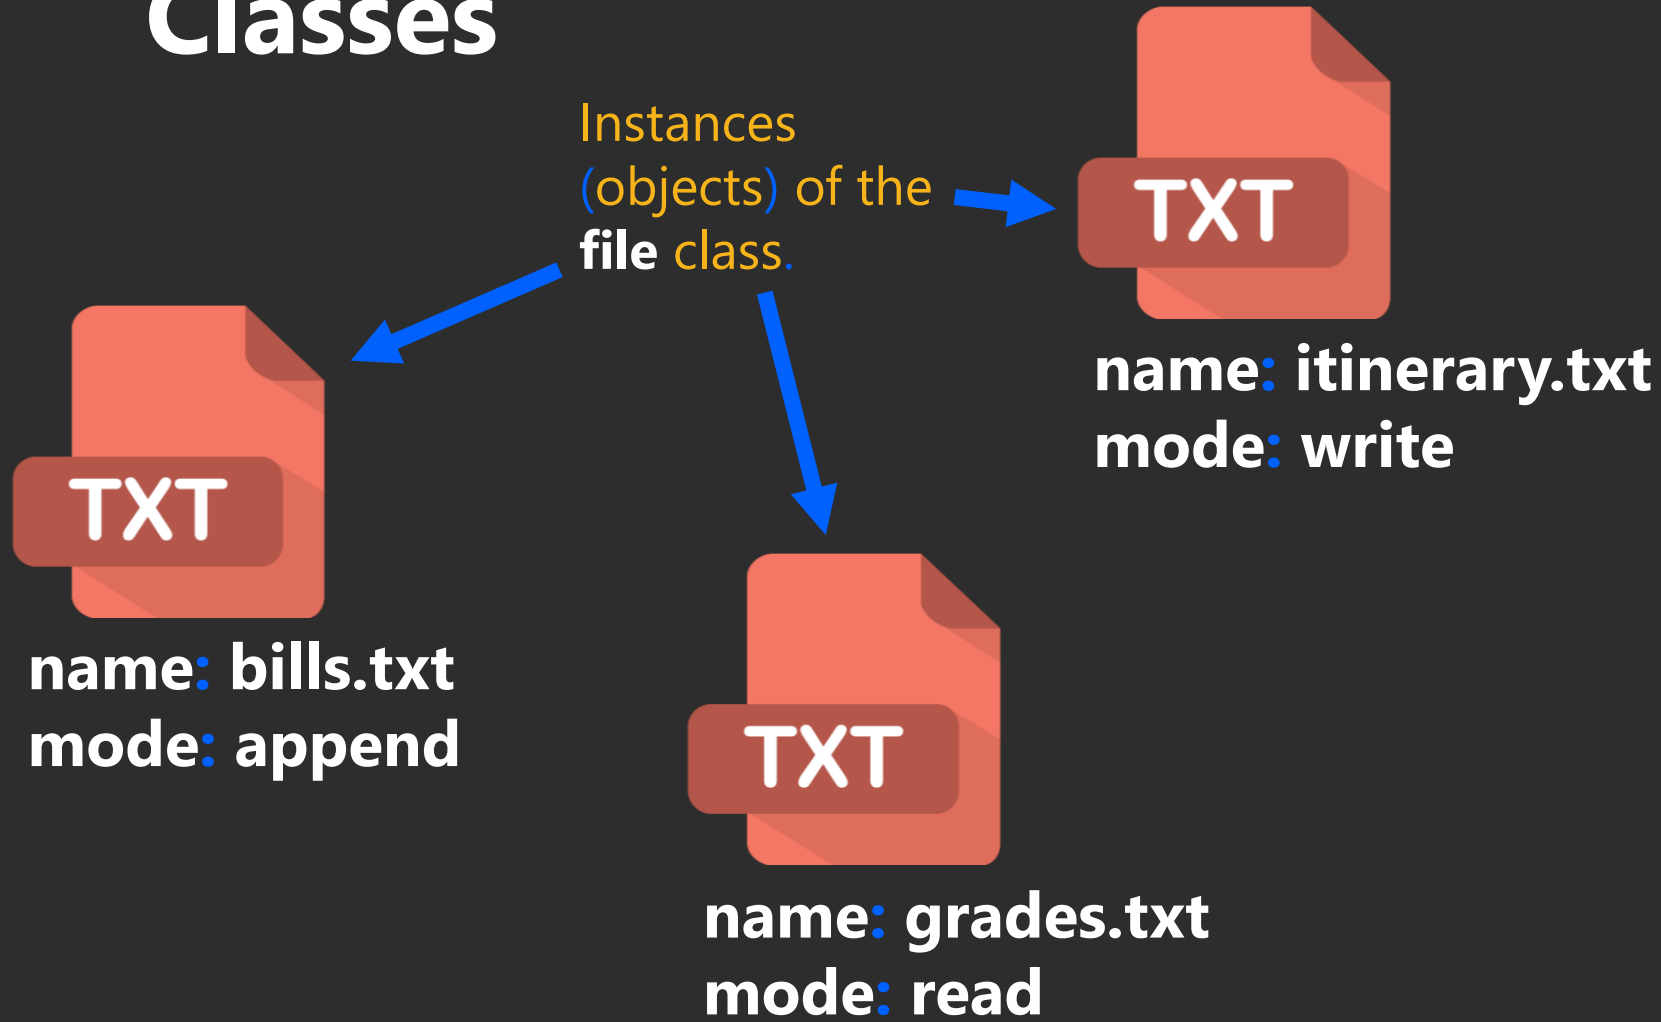 Classes
Instances
(objects) of the
file class.
TXT
name: itinerary.txt
mode: write
TXT
name: bills.txt
mode: append
TXT
name: grades.txt
mode: read